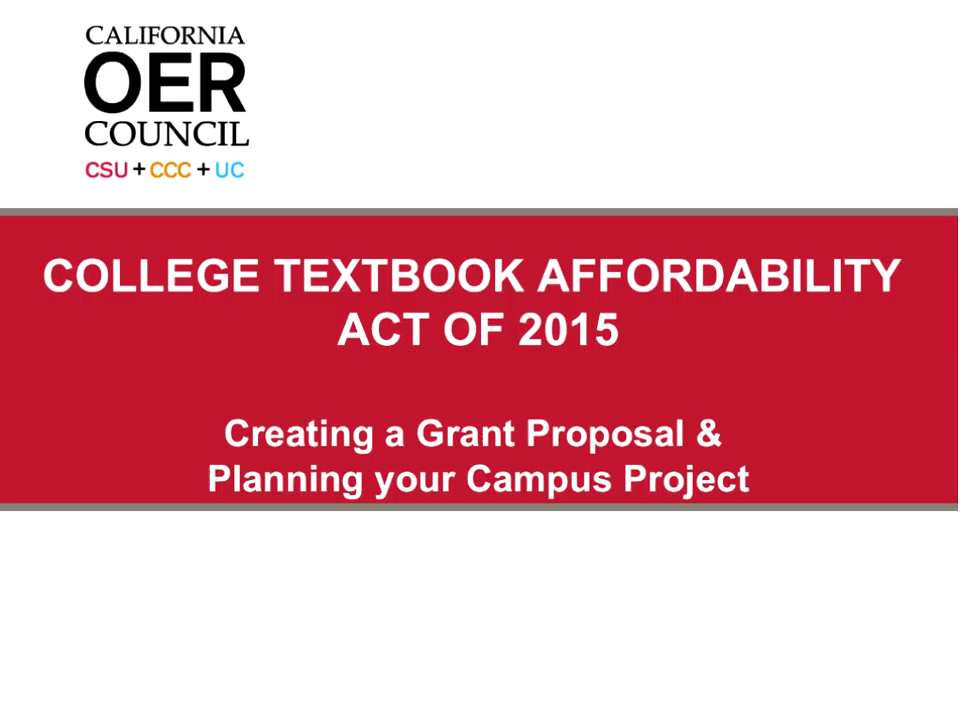 CALIFORNIA
OER
COUNCIL
CSU + CCC + UC
COLLEGE TEXTBOOK AFFORDABILITY
ACT OF 2015
Creating a Grant Proposal &
Planning your Campus Project